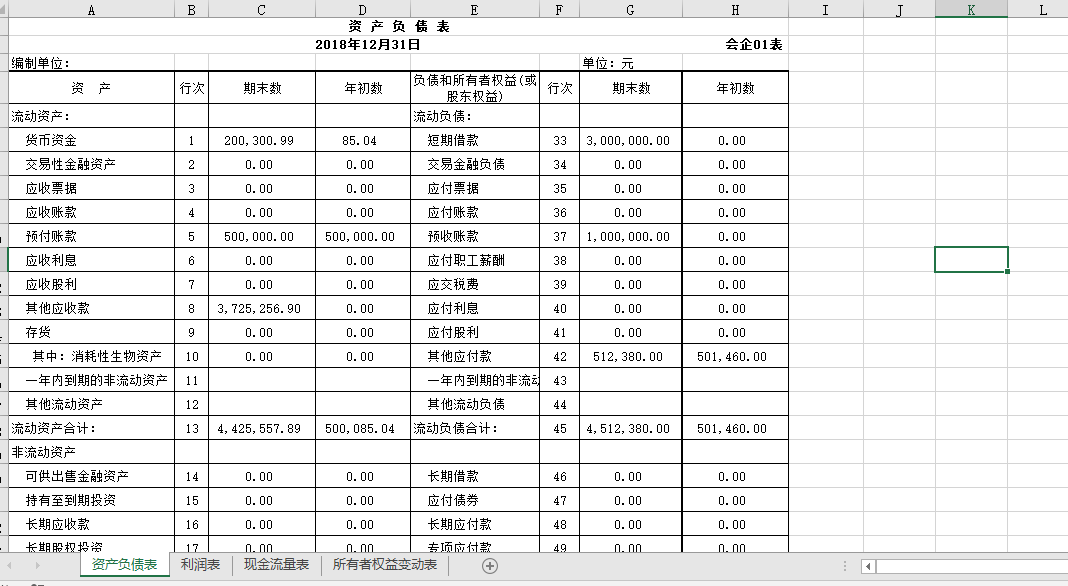 A B C D E F G H I J K L
资 产 负 债 表
2018年12月31日 会企01表
编制单位: 单位: 元
资 产 行次 期末数 年初数 负债和所有者权益(或股东权益) 行次 期末数 年初数
流动资产: 流动负债:
货币资金 1 200,300.99 85.04 短期借款 33 3,000,000.00 0.00
交易性金融资产 2 0.00 0.00 交易金融负债 34 0.00 0.00
应收票据 3 0.00 0.00 应付票据 35 0.00 0.00
应收账款 4 0.00 0.00 应付账款 36 0.00 0.00
预付账款 5 500,000.00 500,000.00 预收账款 37 1,000,000.00 0.00
应收利息 6 0.00 0.00 应付职工薪酬 38 0.00 0.00
应收股利 7 0.00 0.00 应交税费 39 0.00 0.00
其他应收款 8 3,725,256.90 0.00 应付利息 40 0.00 0.00
存货 9 0.00 0.00 应付股利 41 0.00 0.00
其中: 消耗性生物资产 10 0.00 0.00 其他应付款 42 512,380.00 501,460.00
一年内到期的非流动资产 11 一年内到期的非流动 43
其他流动资产 12 其他流动负债 44
流动资产合计: 13 4,425,557.89 500,085.04 流动负债合计: 45 4,512,380.00 501,460.00
非流动资产
可供出售金融资产 14 0.00 0.00 长期借款 46 0.00 0.00
持有至到期投资 15 0.00 0.00 应付债券 47 0.00 0.00
长期应收款 16 0.00 0.00 长期应付款 48 0.00 0.00
长期股权投资 17 0.00 0.00 专项应付款 49 0.00 0.00
资产负债表 利润表 现金流量表 所有者权益变动表